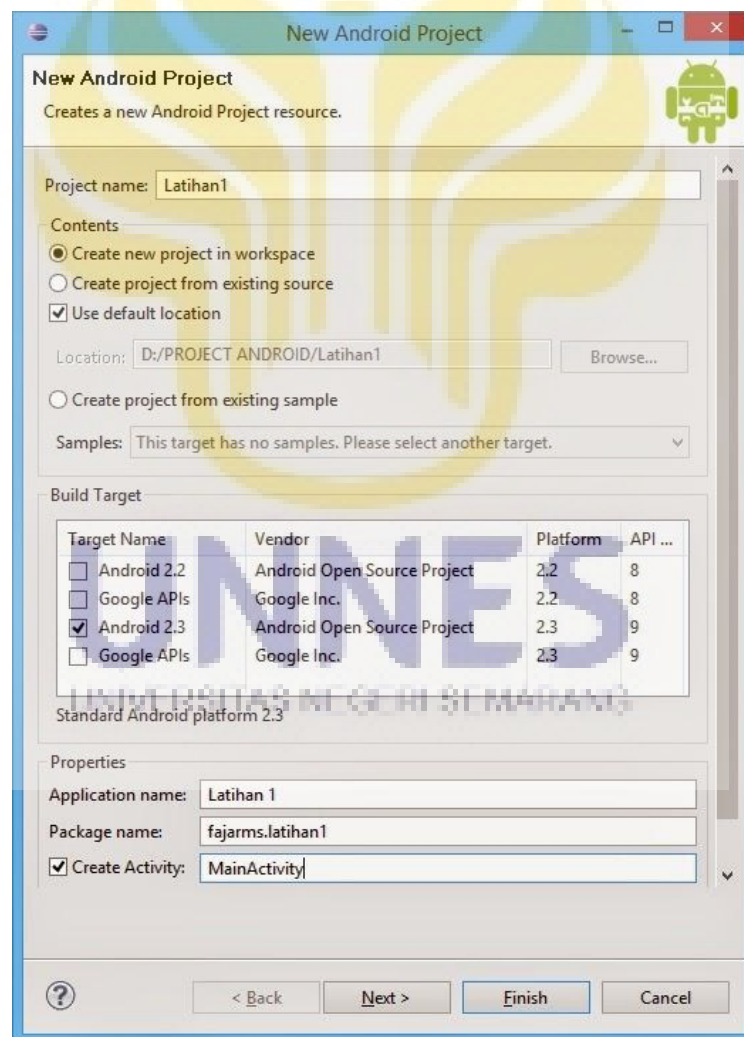 New Android Project
New Android Project
Creates a new Android Project resource.
Project name: Latihan1
Contents
Create new project in workspace
Create project from existing source
Use default location
Location: D:/PROJECT ANDROID/Latihan1 Browse...
Create project from existing sample
Samples: This target has no samples. Please select another target.
Build Target
Target Name Vendor Platform API ...
Android 2.2 Android Open Source Project 2.2 8
Google APIs Google Inc. 2.2 8
Android 2.3 Android Open Source Project 2.3 9
Google APIs Google Inc. 2.3 9
UNNES
UNIVERSITAS NEGERI SEMARANG
Standard Android platform 2.3
Properties
Application name: Latihan 1
Package name: fajarms.latihan1
Create Activity: MainActivity
? < Back Next > Finish Cancel